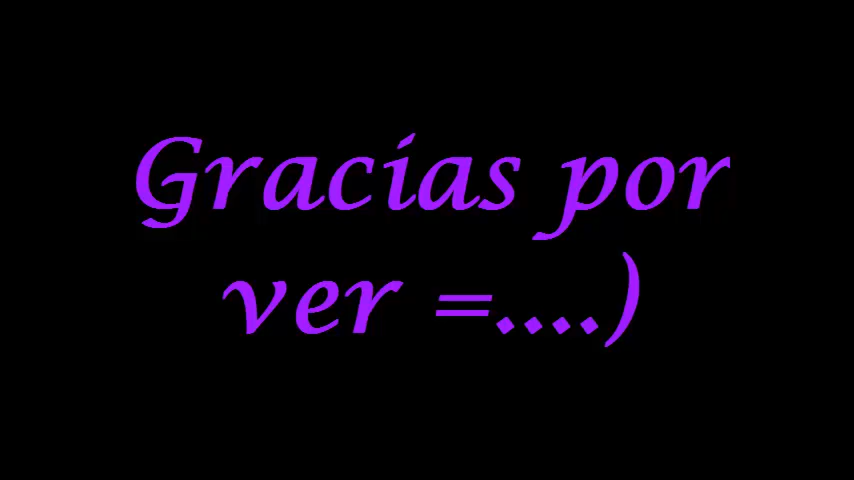 Gracias por
ver =....)